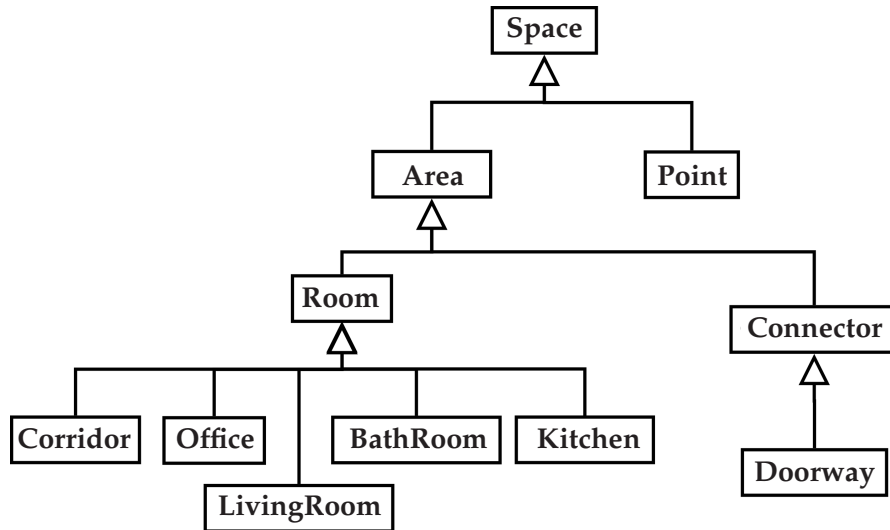 Space
Area
Point
Room
Connector
Corridor
Office
BathRoom
Kitchen
Doorway
LivingRoom